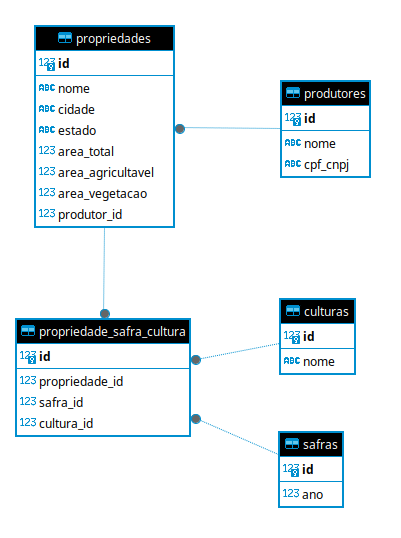 propriedades
123 id
ABC nome
ABC cidade
ABC estado
123 area_total
123 area_agricultavel
123 area_vegetacao
123 produtor_id
produtores
123 id
ABC nome
ABC cpf_cnpj
propriedade_safra_cultura
123 id
123 propriedade_id
123 safra_id
123 cultura_id
culturas
123 id
ABC nome
safras
123 id
123 ano